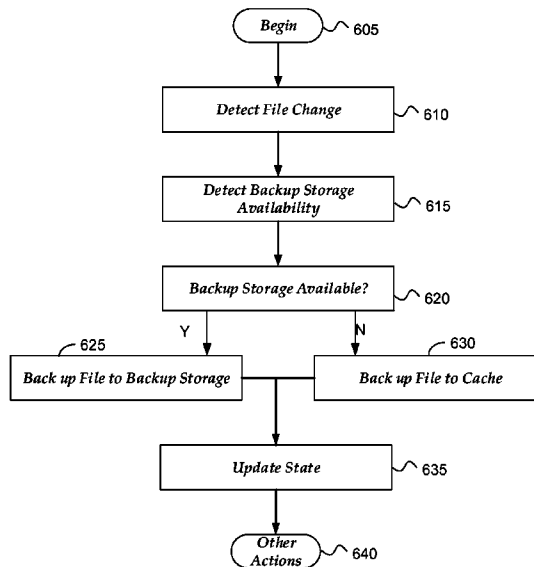 Begin
605
Detect File Change
610
Detect Backup Storage
Availability
615
Backup Storage Available?
620
Y
N
625
630
Back up File to Backup Storage
Back up File to Cache
Update State
635
Other
Actions
640